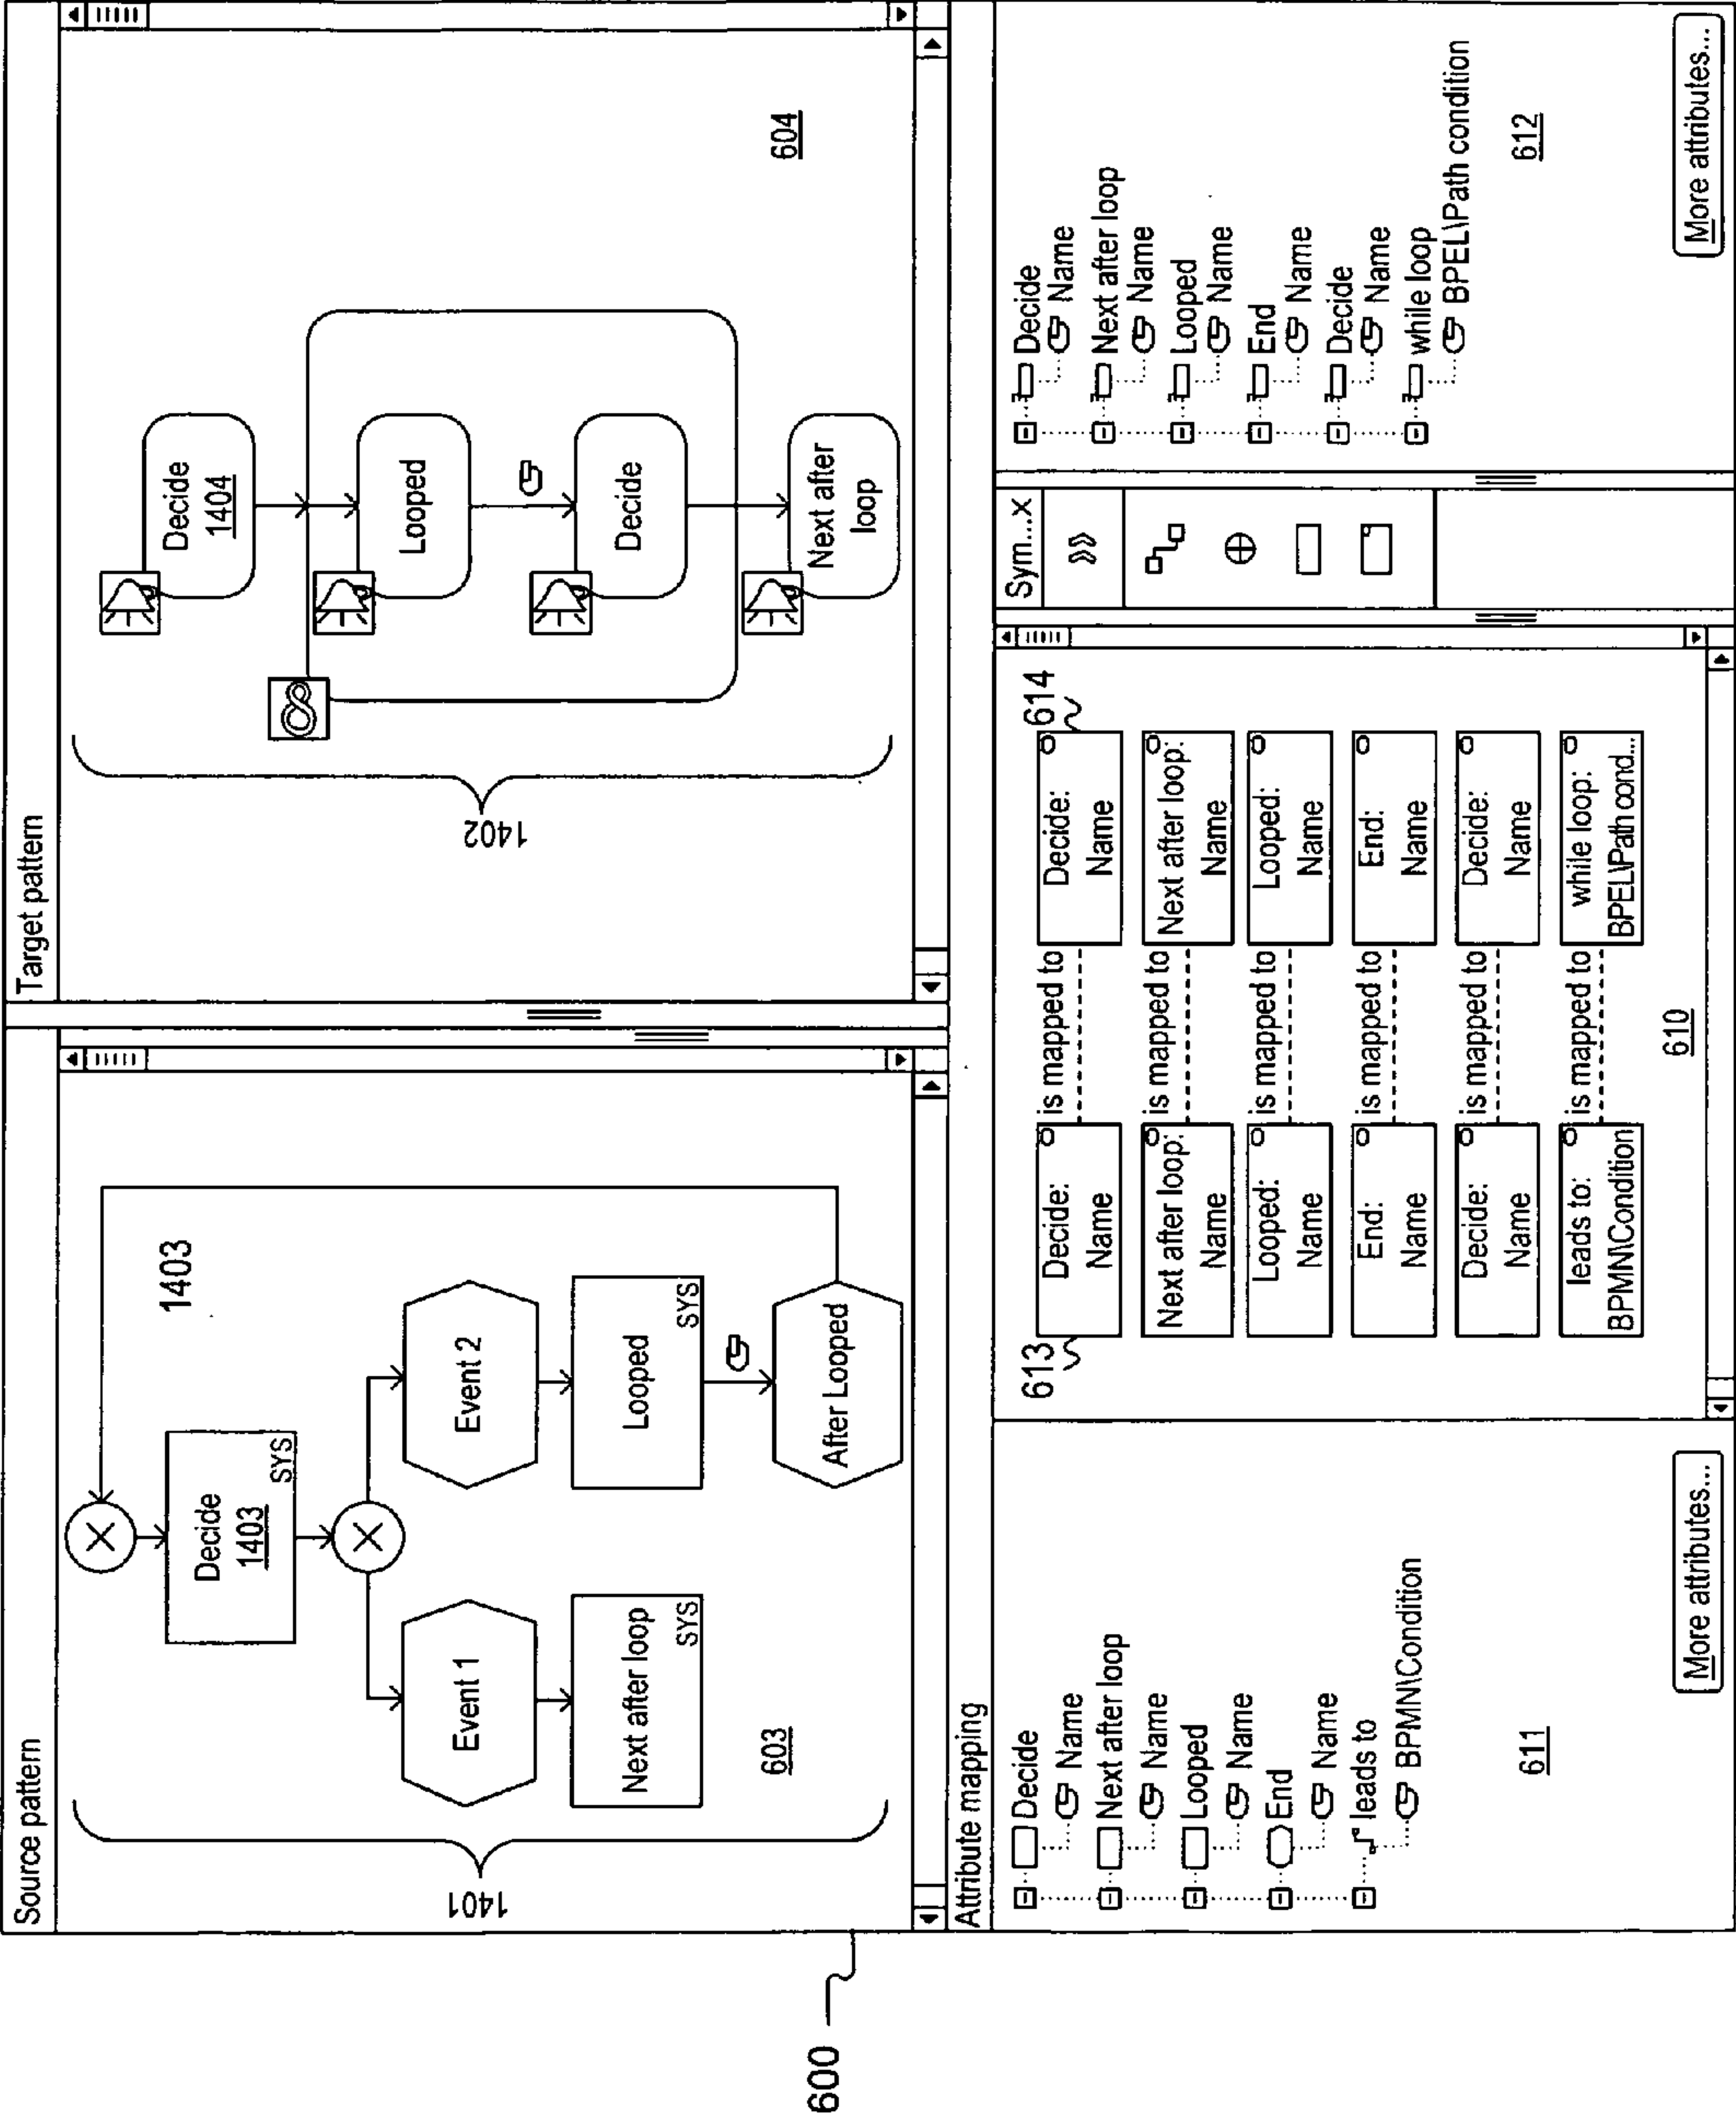 600
Source pattern
1401
Decide
1403
SYS
1403
Event 1
Event 2
Next after loop
SYS
Looped
SYS
After Looped
603
Target pattern
1402
Decide
1404
Looped
Decide
Next after
loop
604
Attribute mapping
Decide
Name
Next after loop
Name
Looped
Name
End
Name
leads to
BPMN\Condition
611
More attributes...
613
614
Decide:
Name
is mapped to
Decide:
Name
Next after loop:
Name
is mapped to
Next after loop:
Name
Looped:
Name
is mapped to
Looped:
Name
End:
Name
is mapped to
End:
Name
Decide:
Name
is mapped to
Decide:
Name
leads to:
BPMN\Condition
is mapped to
while loop:
BPEL\Path cond...
610
Sym...x
Decide
Name
Next after loop
Name
Looped
Name
End
Name
Decide
Name
while loop
BPEL\Path condition
612
More attributes...